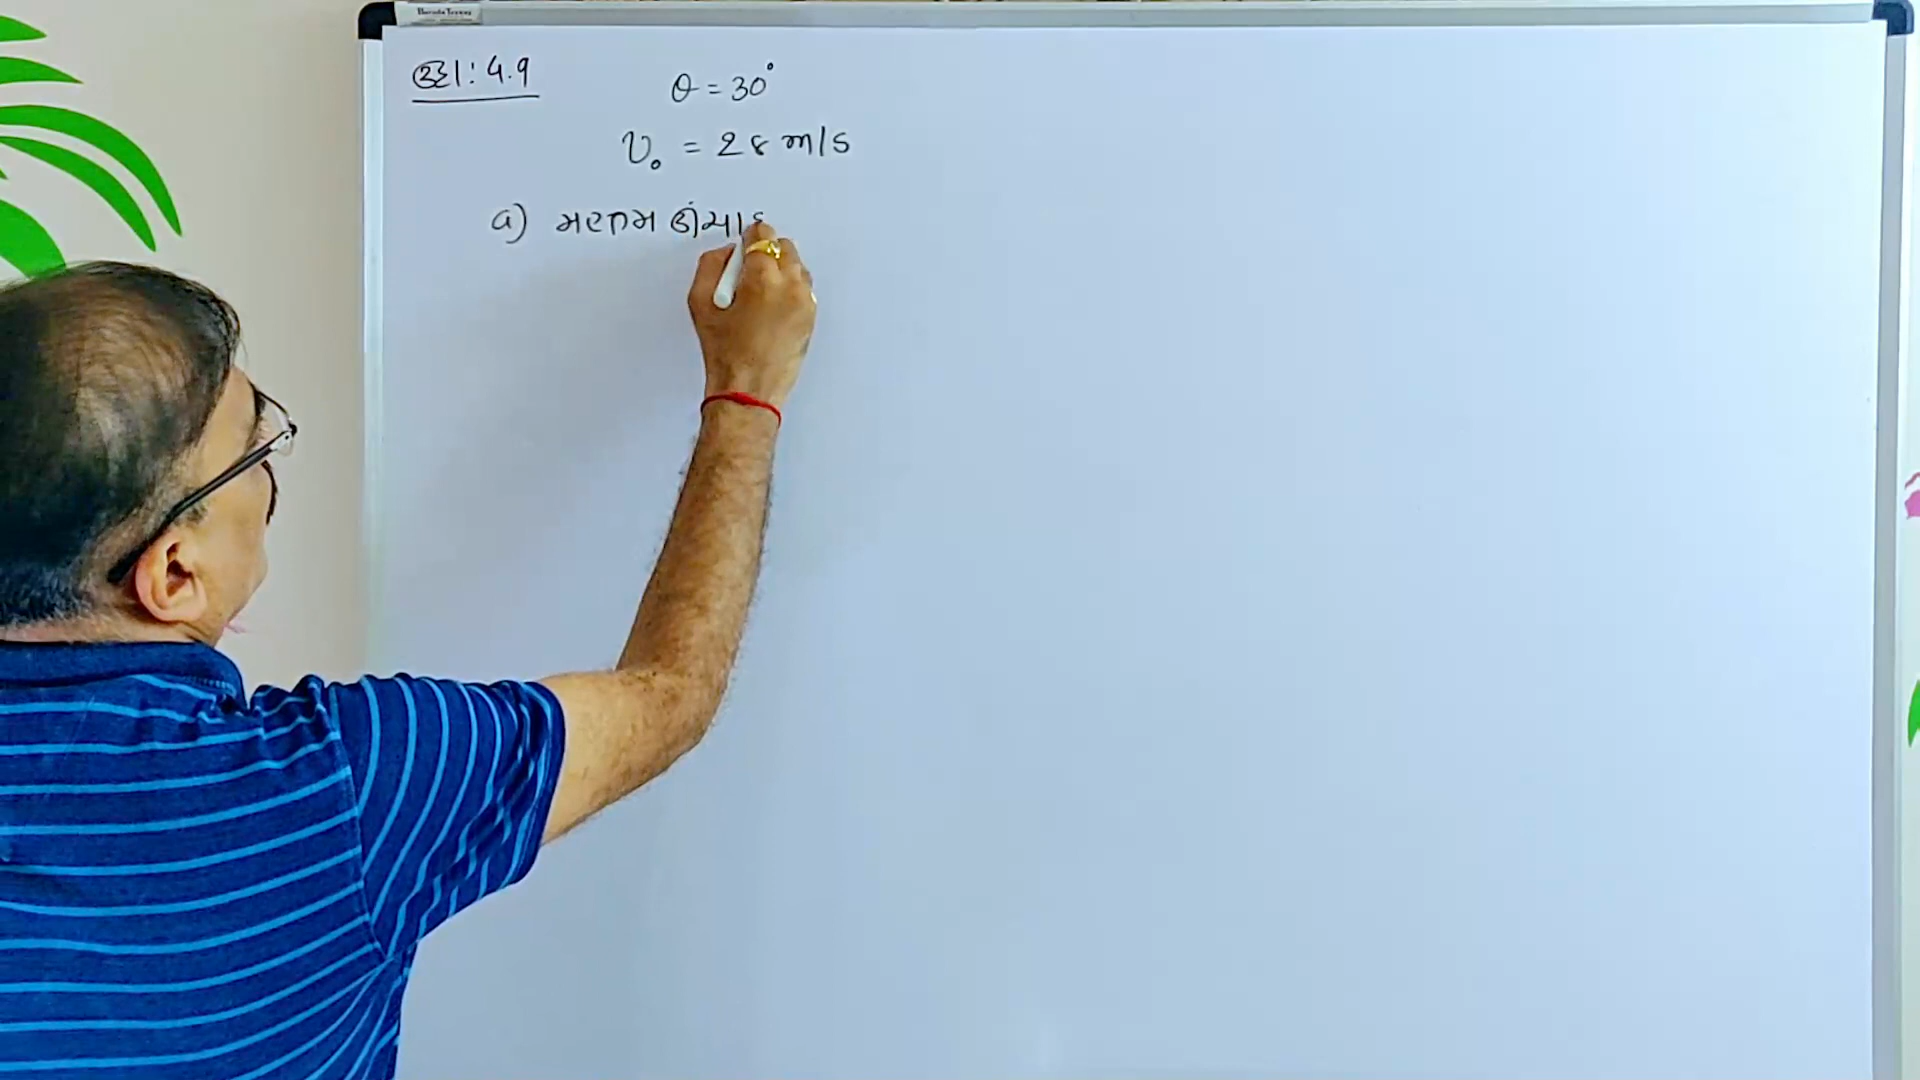 ઉદા : 4.9
θ = 30°
v₀ = 28 m/s
a) મહત્તમ ઊંચાઇ